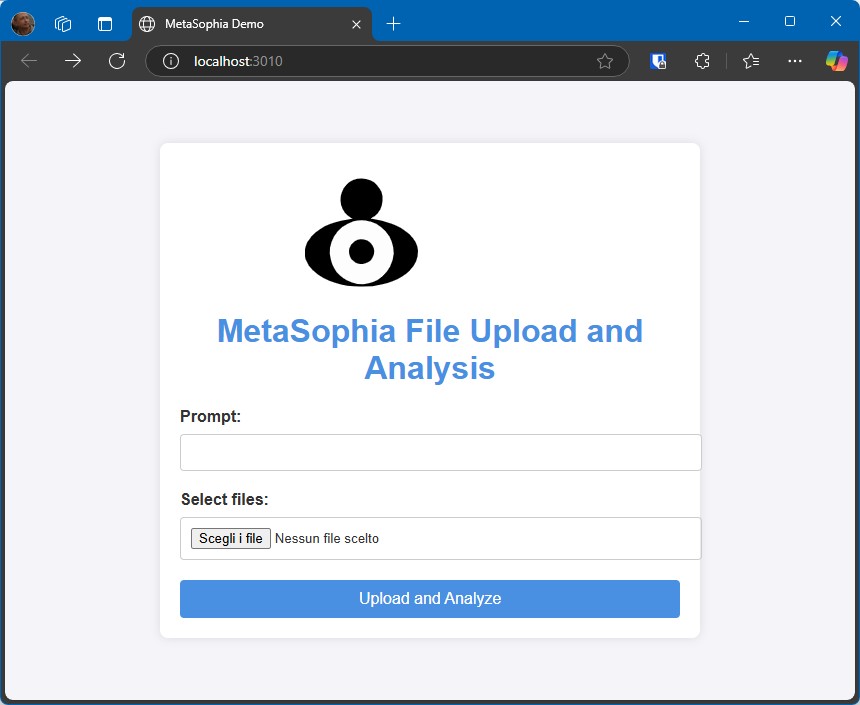 MetaSophia Demo
localhost:3010
MetaSophia File Upload and
Analysis
Prompt:
Select files:
Scegli i file Nessun file scelto
Upload and Analyze